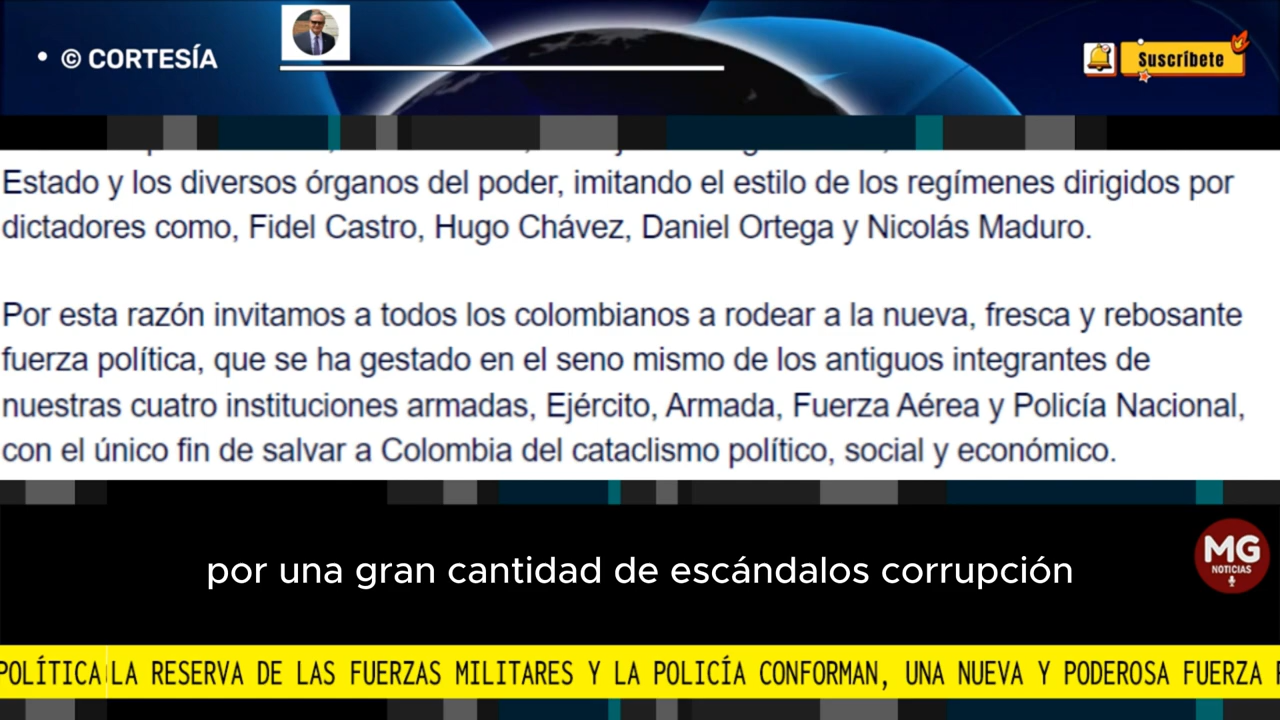 • © CORTESÍA
Suscríbete
Estado y los diversos órganos del poder, imitando el estilo de los regímenes dirigidos por
dictadores como, Fidel Castro, Hugo Chávez, Daniel Ortega y Nicolás Maduro.
Por esta razón invitamos a todos los colombianos a rodear a la nueva, fresca y rebosante
fuerza política, que se ha gestado en el seno mismo de los antiguos integrantes de
nuestras cuatro instituciones armadas, Ejército, Armada, Fuerza Aérea y Policía Nacional,
con el único fin de salvar a Colombia del cataclismo político, social y económico.
por una gran cantidad de escándalos corrupción
MG
NOTICIAS
POLÍTICA LA RESERVA DE LAS FUERZAS MILITARES Y LA POLICÍA CONFORMAN, UNA NUEVA Y PODEROSA FUERZA